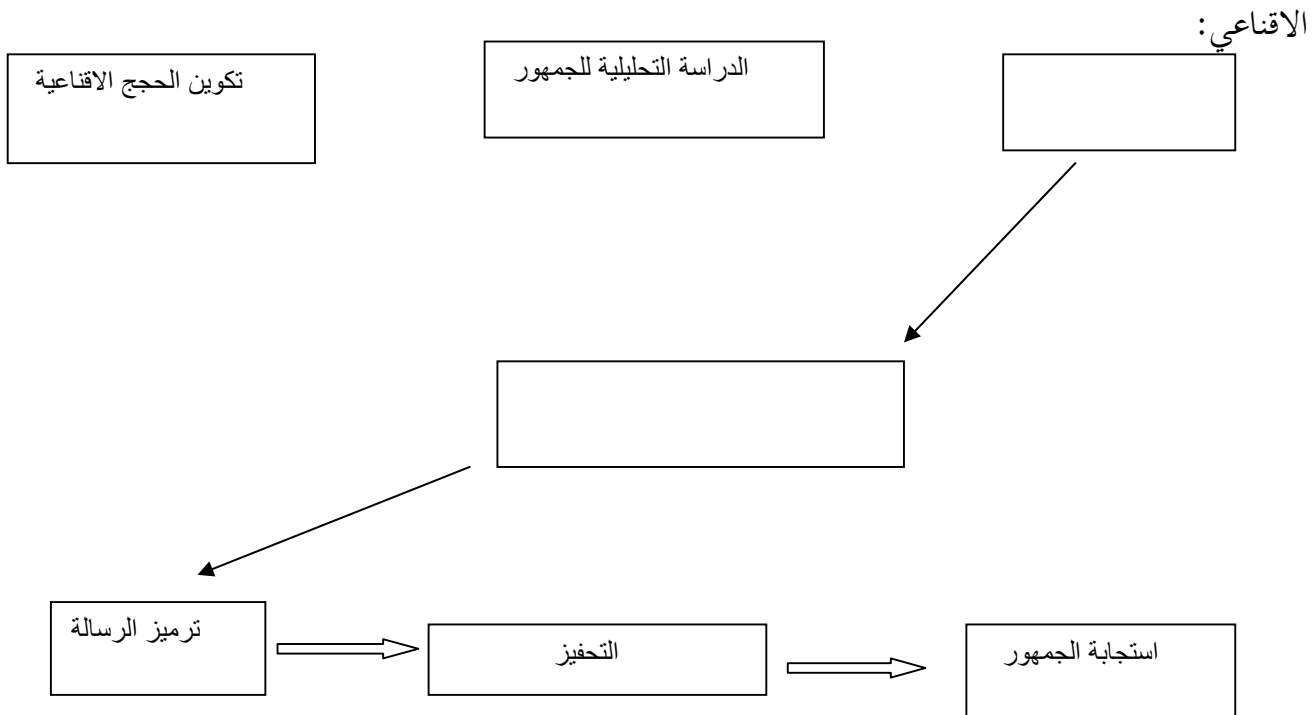 الاقناعي:
الدراسة التحليلية للجمهور
تكوين الحجج الاقناعية
ترميز الرسالة
التحفيز
استجابة الجمهور